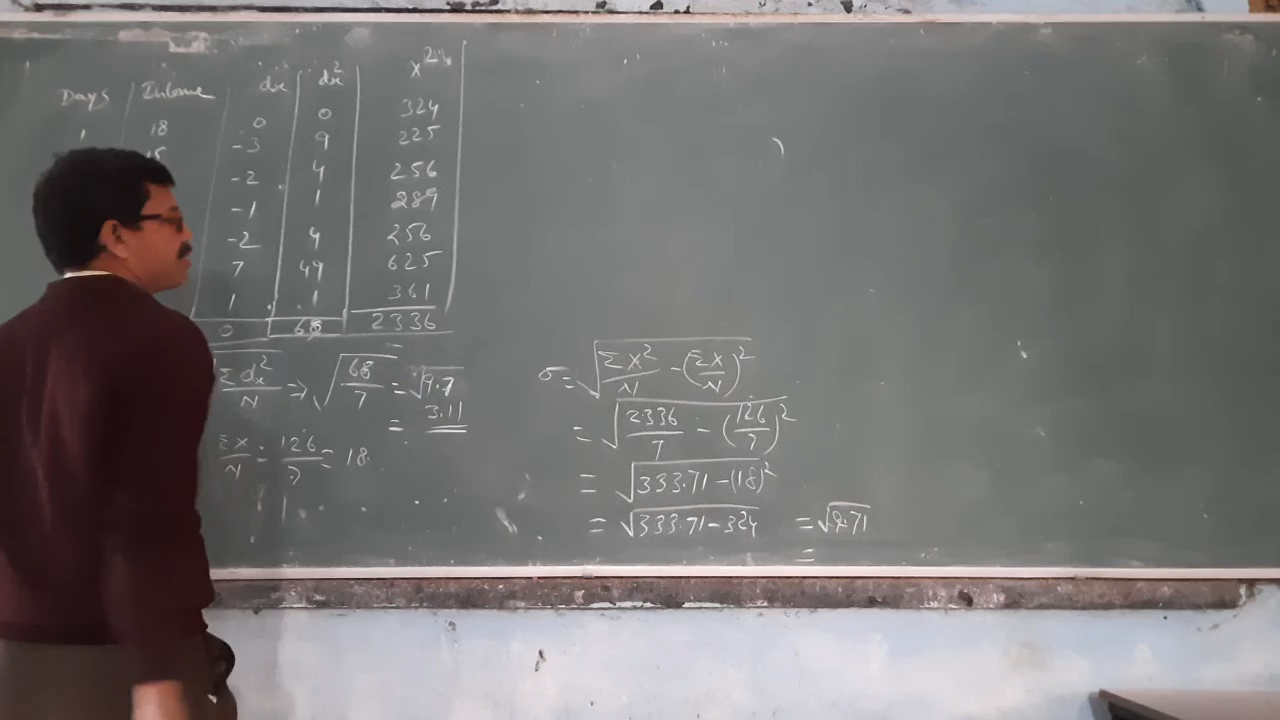 Days Income dx dx² x²
1 18 0 0 324
15 -3 9 225
-2 4 256
-1 1 289
-2 4 256
7 49 625
1 1 361
0 68 2336
Σdx²/N → √68/7 = √9.7
= 3.11
ΣX/N = 126/7 = 18
σ = √ΣX²/N - (ΣX/N)²
= √2336/7 - (126/7)²
= √333.71 - (18)²
= √333.71 - 324 = √9.71
=